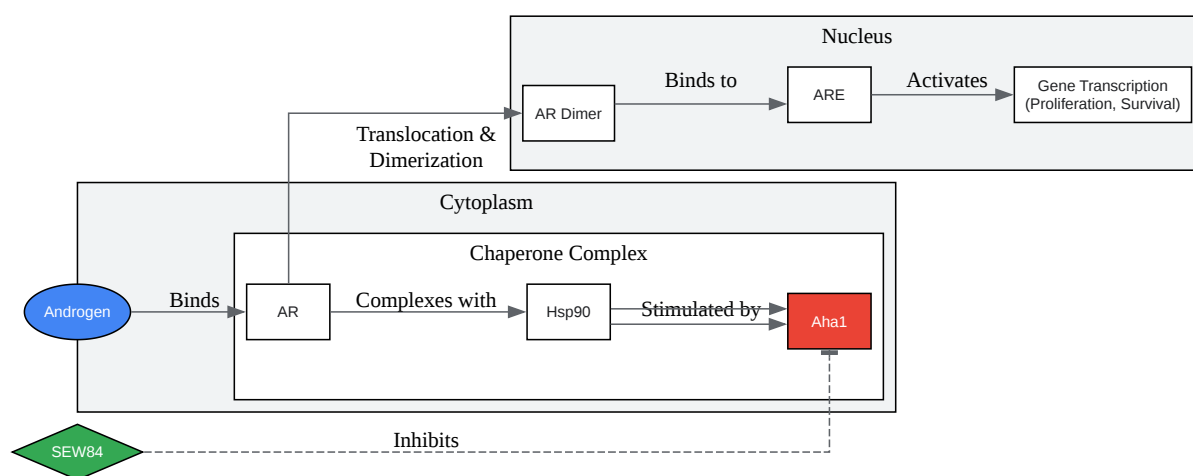 Nucleus
AR Dimer
Binds to
ARE
Activates
Gene Transcription
(Proliferation, Survival)
Translocation &
Dimerization
Cytoplasm
Chaperone Complex
Androgen
Binds
AR
Complexes with
Hsp90
Stimulated by
Aha1
SEW84
Inhibits